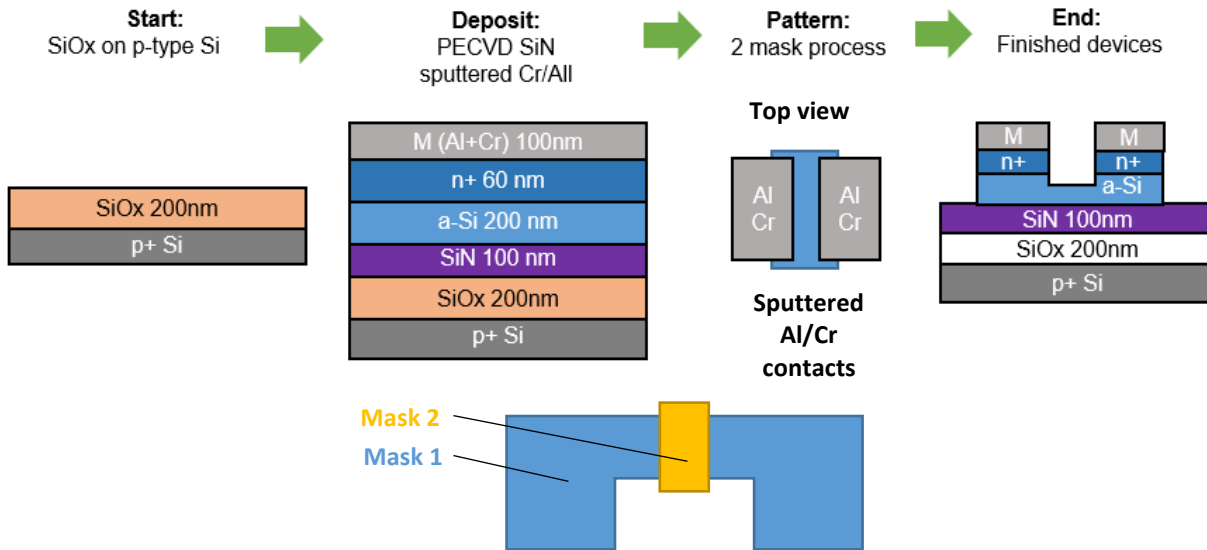 Start:
SiOx on p-type Si
Deposit:
PECVD SiN
sputtered Cr/All
Pattern:
2 mask process
End:
Finished devices
SiOx 200nm
p+ Si
M (Al+Cr) 100nm
n+ 60 nm
a-Si 200 nm
SiN 100 nm
SiOx 200nm
p+ Si
Top view
Al
Cr
Al
Cr
Sputtered
Al/Cr
contacts
M
M
n+
n+
a-Si
SiN 100nm
SiOx 200nm
p+ Si
Mask 2
Mask 1